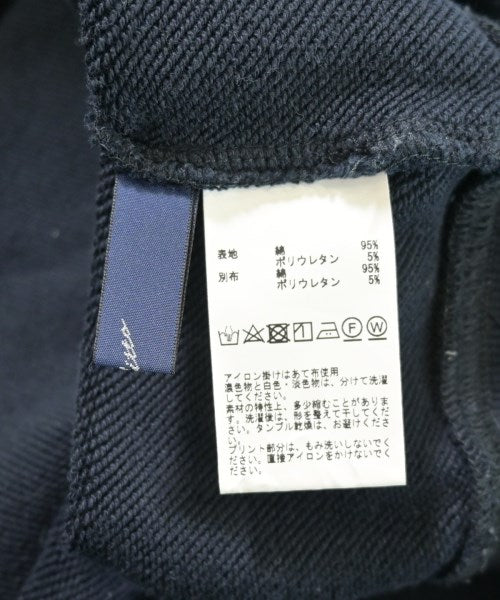 表地 綿 95%
ポリウレタン 5%
別布 綿 95%
ポリウレタン 5%
F W
アイロン掛けはあて布使用
濃色物と白色・淡色物は、分けて洗濯
してください。
素材の特性上、多少縮むことがありま
す。洗濯後は、形を整えて干してくだ
さい。タンブル乾燥は、お避けくださ
い。
プリント部分は、もみ洗いしないでく
ださい。直接アイロンをかけないでく
ださい。